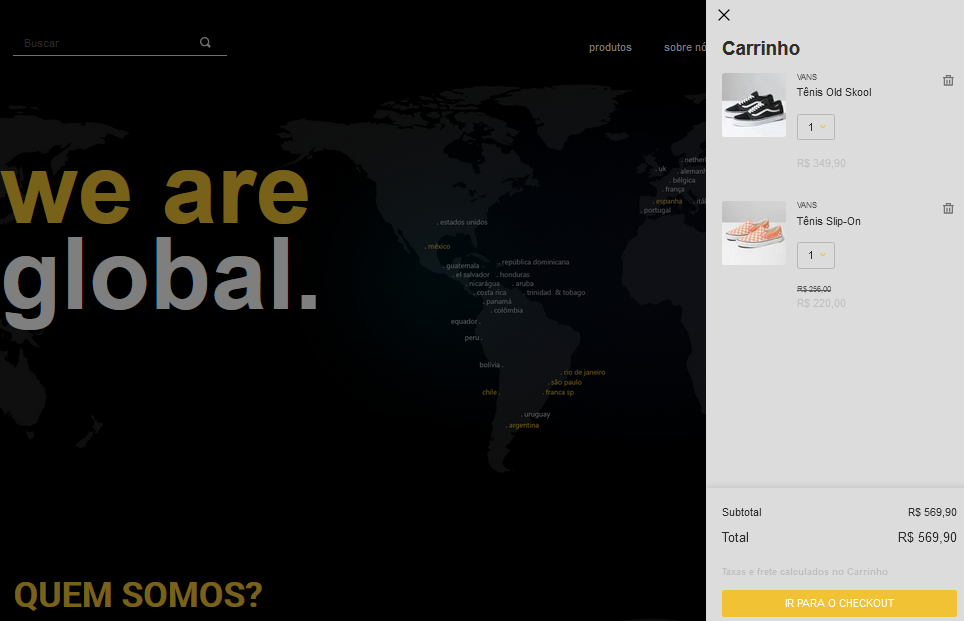 Buscar
produtos
sobre nó
we are
global.
. estados unidos
. méxico
. guatemala
. república dominicana
. el salvador
. honduras
. nicarágua
. aruba
. costa rica
. trinidad & tobago
. panamá
. colômbia
equador .
peru .
bolívia .
. rio de janeiro
. são paulo
chile .
. franca sp
. uruguay
. argentina
. uk
. netherl
. alemanh
. bélgica
. frança
. espanha
. itál
. portugal
QUEM SOMOS?
Carrinho
VANS
Tênis Old Skool
1
R$ 349,90
VANS
Tênis Slip-On
1
R$ 256,00
R$ 220,00
Subtotal
R$ 569,90
Total
R$ 569,90
Taxas e frete calculados no Carrinho
IR PARA O CHECKOUT